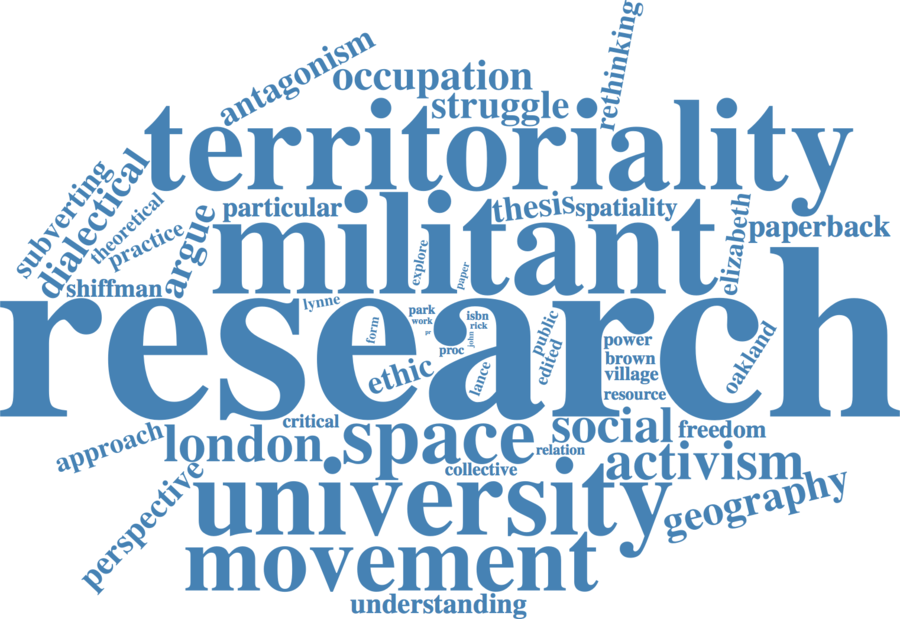 rethinking
antagonism
occupation
struggle
territoriality
subverting
dialectical
theoretical
practice
argue
particular
thesis
spatiality
elizabeth
paperback
militant
explore
paper
shiffman
research
lynne
form
park
work
pr
isbn
rick
john
proc
ethic
lance
public
edited
power
brown
village
resource
oakland
critical
approach
london
space
social
freedom
relation
collective
activism
perspective
university
geography
movement
understanding